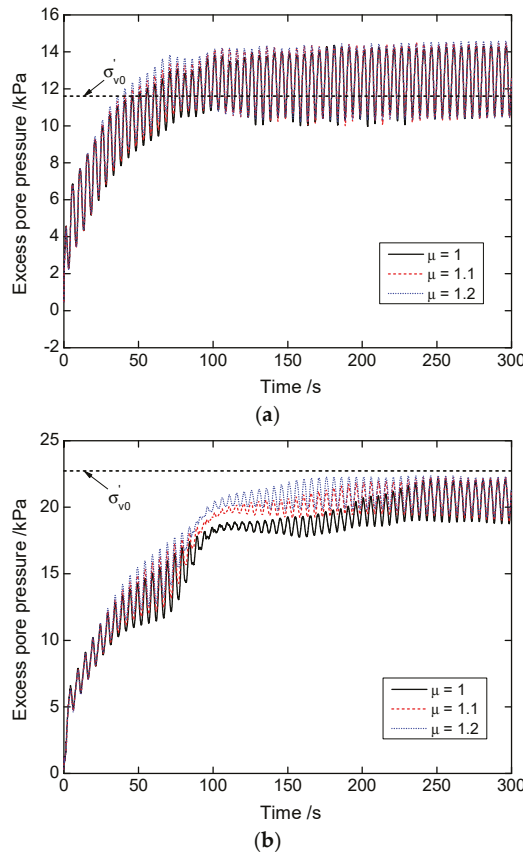 16
14
12
10
8
6
4
2
0
-2
Excess pore pressure /kPa
σ'v0
μ = 1
μ = 1.1
μ = 1.2
0 50 100 150 200 250 300
Time /s
(a)
25
20
15
10
5
0
Excess pore pressure /kPa
σ'v0
μ = 1
μ = 1.1
μ = 1.2
0 50 100 150 200 250 300
Time /s
(b)